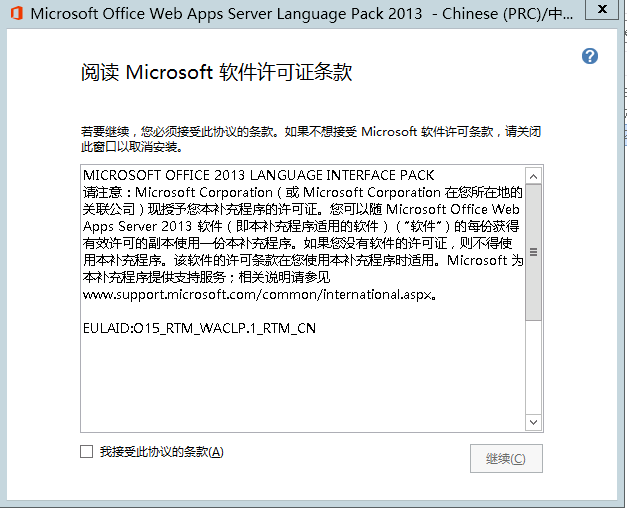 Microsoft Office Web Apps Server Language Pack 2013 - Chinese (PRC)/中...
阅读 Microsoft 软件许可证条款
若要继续，您必须接受此协议的条款。如果不想接受 Microsoft 软件许可条款，请关闭
此窗口以取消安装。
MICROSOFT OFFICE 2013 LANGUAGE INTERFACE PACK
请注意：Microsoft Corporation（或 Microsoft Corporation 在您所在地的
关联公司）现授予您本补充程序的许可证。您可以随 Microsoft Office Web
Apps Server 2013 软件（即本补充程序适用的软件）（“软件”）的每份获得
有效许可的副本使用一份本补充程序。如果您没有软件的许可证，则不得使
用本补充程序。该软件的许可条款在您使用本补充程序时适用。Microsoft 为
本补充程序提供支持服务；相关说明请参见
www.support.microsoft.com/common/international.aspx。
EULAID:O15_RTM_WACLP.1_RTM_CN
我接受此协议的条款(A)
继续(C)